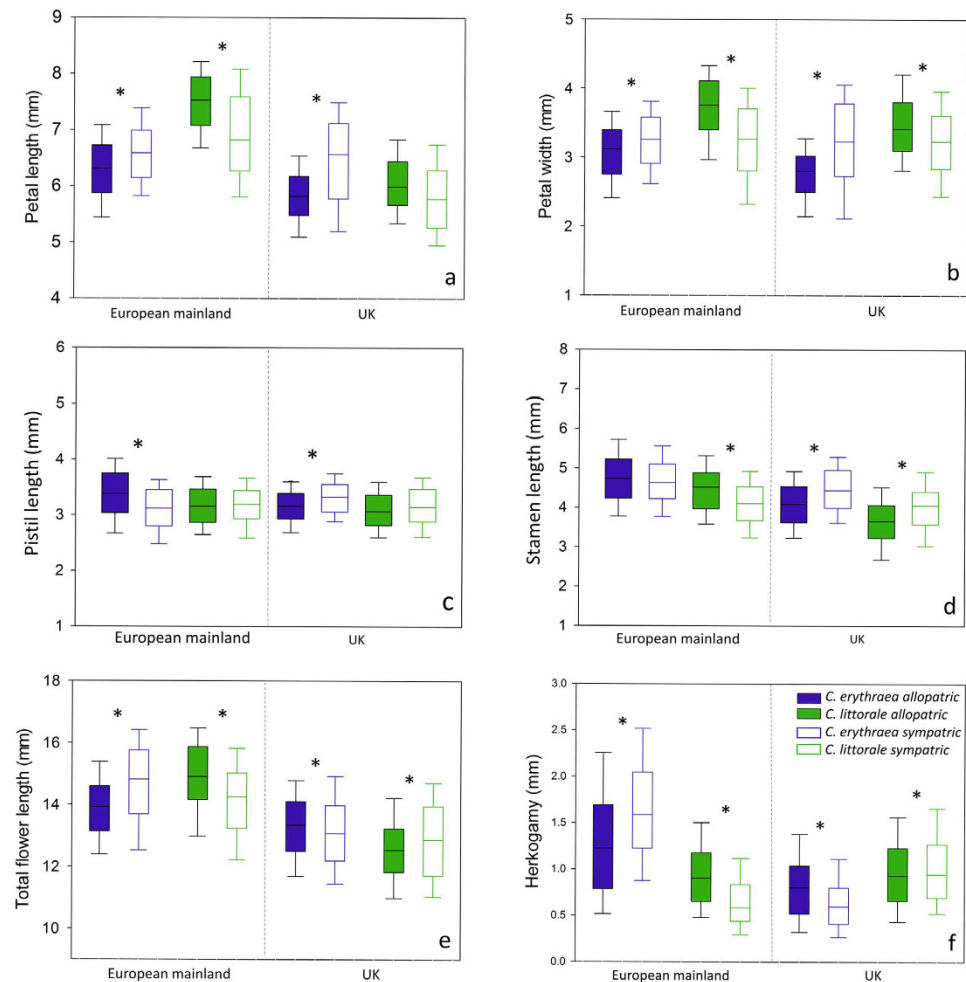 9
8
7
6
5
4
Petal length (mm)
*
*
*
a
European mainland
UK
5
4
3
2
1
Petal width (mm)
*
*
*
*
b
European mainland
UK
6
5
4
3
2
1
Pistil length (mm)
*
*
c
European mainland
UK
8
7
6
5
4
3
2
1
Stamen length (mm)
*
*
*
d
European mainland
UK
18
16
14
12
10
Total flower length (mm)
*
*
*
*
e
European mainland
UK
3.0
2.5
2.0
1.5
1.0
0.5
0.0
Herkogamy (mm)
*
*
*
*
C. erythraea allopatric
C. littorale allopatric
C. erythraea sympatric
C. littorale sympatric
f
European mainland
UK